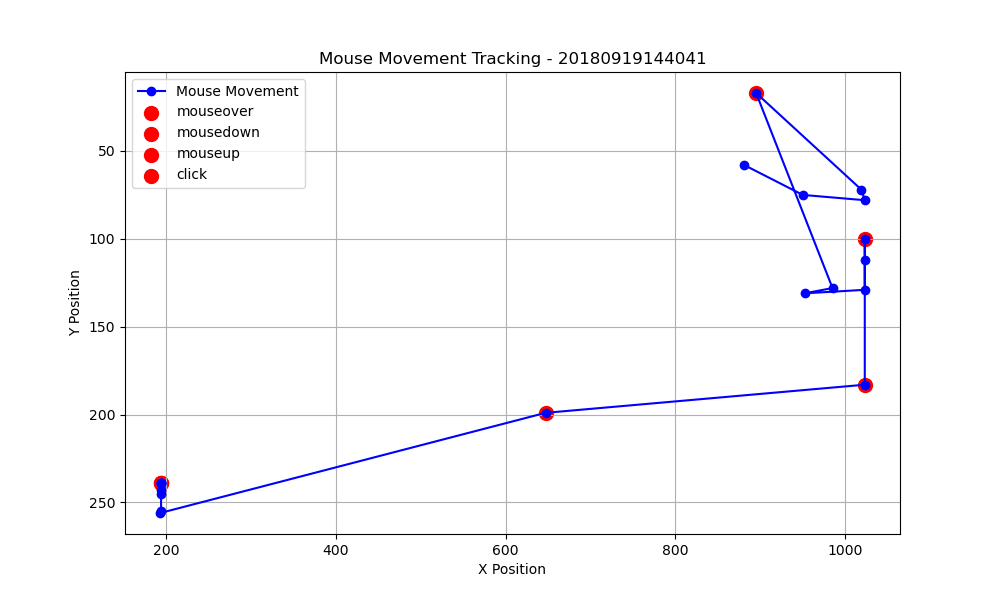 Mouse Movement Tracking - 20180919144041
Mouse Movement
mouseover
mousedown
mouseup
click
50
100
150
200
250
Y Position
200
400
600
800
1000
X Position